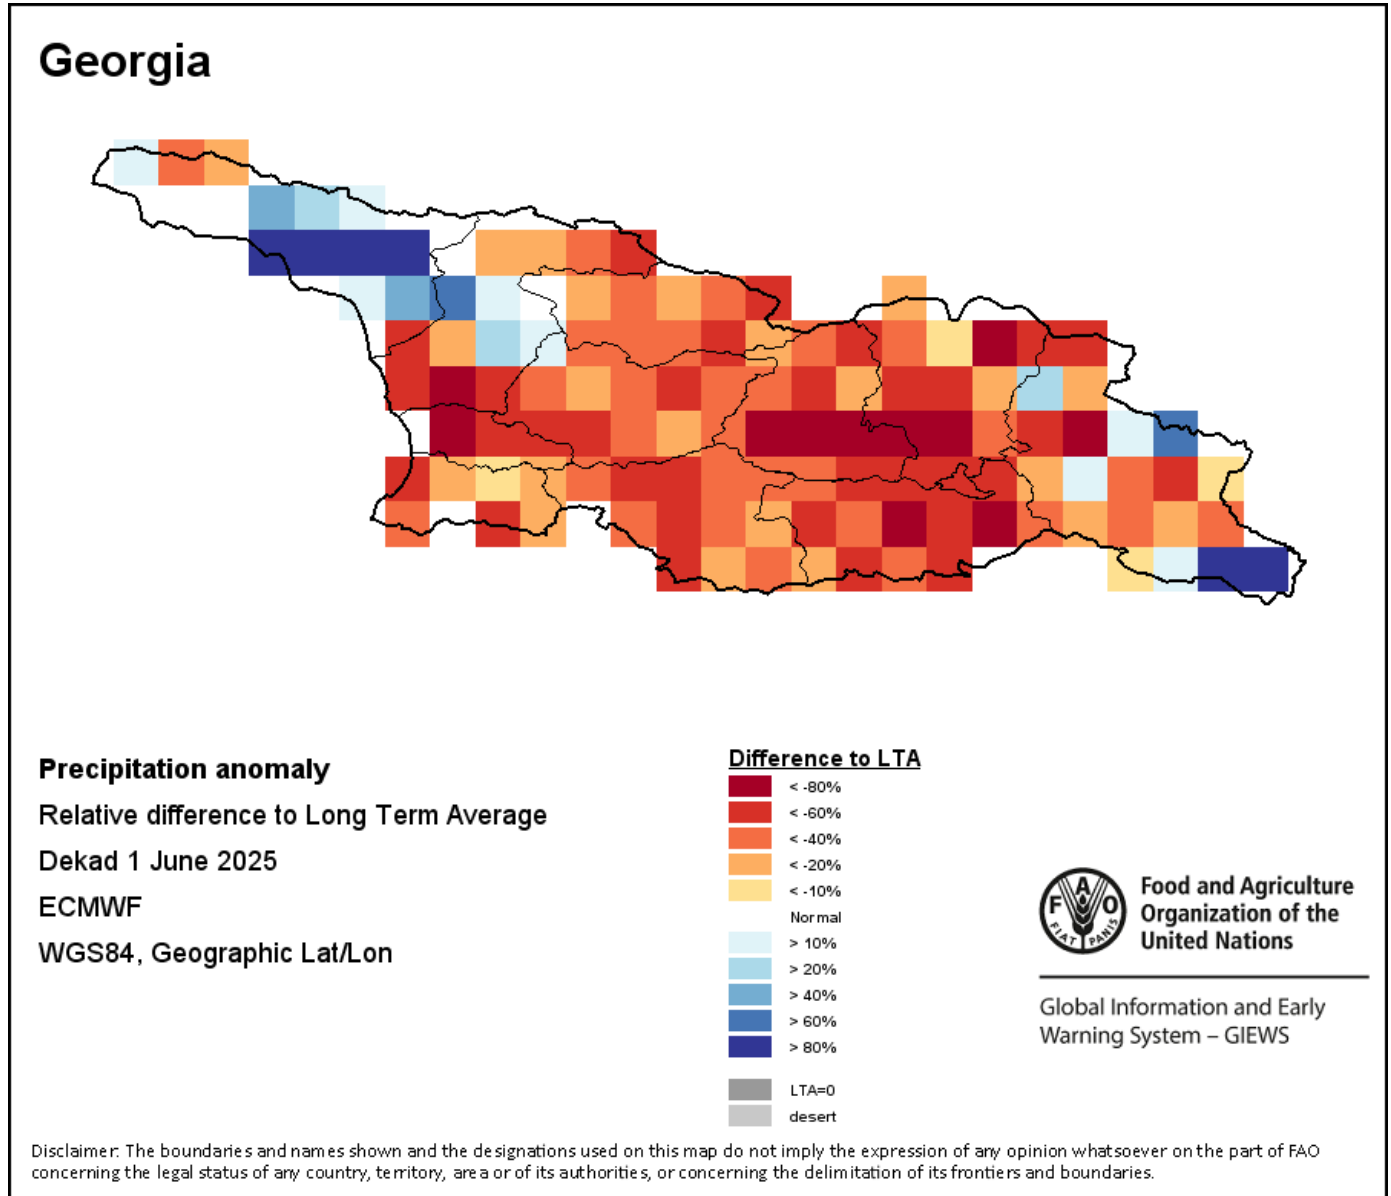 Georgia
Precipitation anomaly
Relative difference to Long Term Average
Dekad 1 June 2025
ECMWF
WGS84, Geographic Lat/Lon
Difference to LTA
< -80%
< -60%
< -40%
< -20%
< -10%
Normal
> 10%
> 20%
> 40%
> 60%
> 80%
LTA=0
desert
F A O
FIAT PANIS
Food and Agriculture
Organization of the
United Nations
Global Information and Early
Warning System – GIEWS
Disclaimer: The boundaries and names shown and the designations used on this map do not imply the expression of any opinion whatsoever on the part of FAO
concerning the legal status of any country, territory, area or of its authorities, or concerning the delimitation of its frontiers and boundaries.